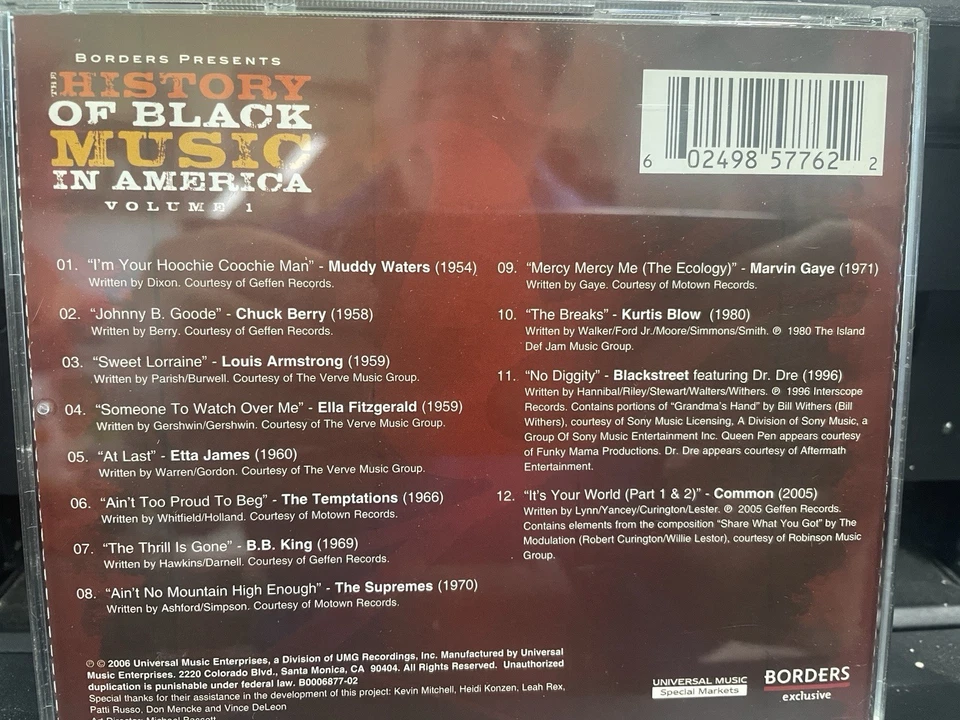 BORDERS PRESENTS
THE HISTORY
OF BLACK
MUSIC
IN AMERICA
VOLUME 1
6 02498 57762 2
01. “I'm Your Hoochie Coochie Man” - Muddy Waters (1954)
Written by Dixon. Courtesy of Geffen Records.
02. “Johnny B. Goode” - Chuck Berry (1958)
Written by Berry. Courtesy of Geffen Records.
03. “Sweet Lorraine” - Louis Armstrong (1959)
Written by Parish/Burwell. Courtesy of The Verve Music Group.
04. “Someone To Watch Over Me” - Ella Fitzgerald (1959)
Written by Gershwin/Gershwin. Courtesy of The Verve Music Group.
05. “At Last” - Etta James (1960)
Written by Warren/Gordon. Courtesy of The Verve Music Group.
06. “Ain't Too Proud To Beg” - The Temptations (1966)
Written by Whitfield/Holland. Courtesy of Motown Records.
07. “The Thrill Is Gone” - B.B. King (1969)
Written by Hawkins/Darnell. Courtesy of Geffen Records.
08. “Ain't No Mountain High Enough” - The Supremes (1970)
Written by Ashford/Simpson. Courtesy of Motown Records.
09. “Mercy Mercy Me (The Ecology)” - Marvin Gaye (1971)
Written by Gaye. Courtesy of Motown Records.
10. “The Breaks” - Kurtis Blow (1980)
Written by Walker/Ford Jr./Moore/Simmons/Smith. ℗ 1980 The Island
Def Jam Music Group.
11. “No Diggity” - Blackstreet featuring Dr. Dre (1996)
Written by Hannibal/Riley/Stewart/Walters/Withers. ℗ 1996 Interscope
Records. Contains portions of “Grandma's Hand” by Bill Withers (Bill
Withers), courtesy of Sony Music Licensing, A Division of Sony Music, a
Group Of Sony Music Entertainment Inc. Queen Pen appears courtesy
of Funky Mama Productions. Dr. Dre appears courtesy of Aftermath
Entertainment.
12. “It's Your World (Part 1 & 2)” - Common (2005)
Written by Lynn/Yancey/Curington/Lester. ℗ 2005 Geffen Records.
Contains elements from the composition “Share What You Got” by The
Modulation (Robert Curington/Willie Lestor), courtesy of Robinson Music
Group.
℗ © 2006 Universal Music Enterprises, a Division of UMG Recordings, Inc. Manufactured by Universal
Music Enterprises. 2220 Colorado Blvd., Santa Monica, CA 90404. All Rights Reserved. Unauthorized
duplication is punishable under federal law. B0006877-02
Special thanks for their assistance in the development of this project: Kevin Mitchell, Heidi Konzen, Leah Rex,
Patti Russo, Don Mencke and Vince DeLeon
Art Director: Michael Bassett
UNIVERSAL MUSIC
Special Markets
BORDERS
exclusive